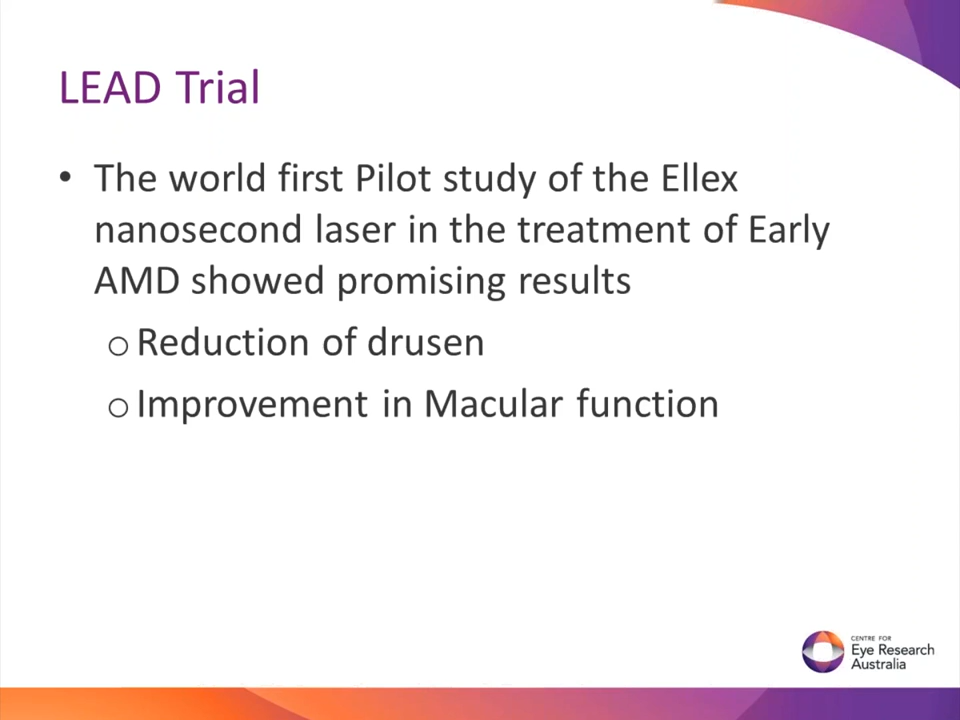 LEAD Trial
• The world first Pilot study of the Ellex
nanosecond laser in the treatment of Early
AMD showed promising results
o Reduction of drusen
o Improvement in Macular function
CENTRE FOR
Eye Research
Australia